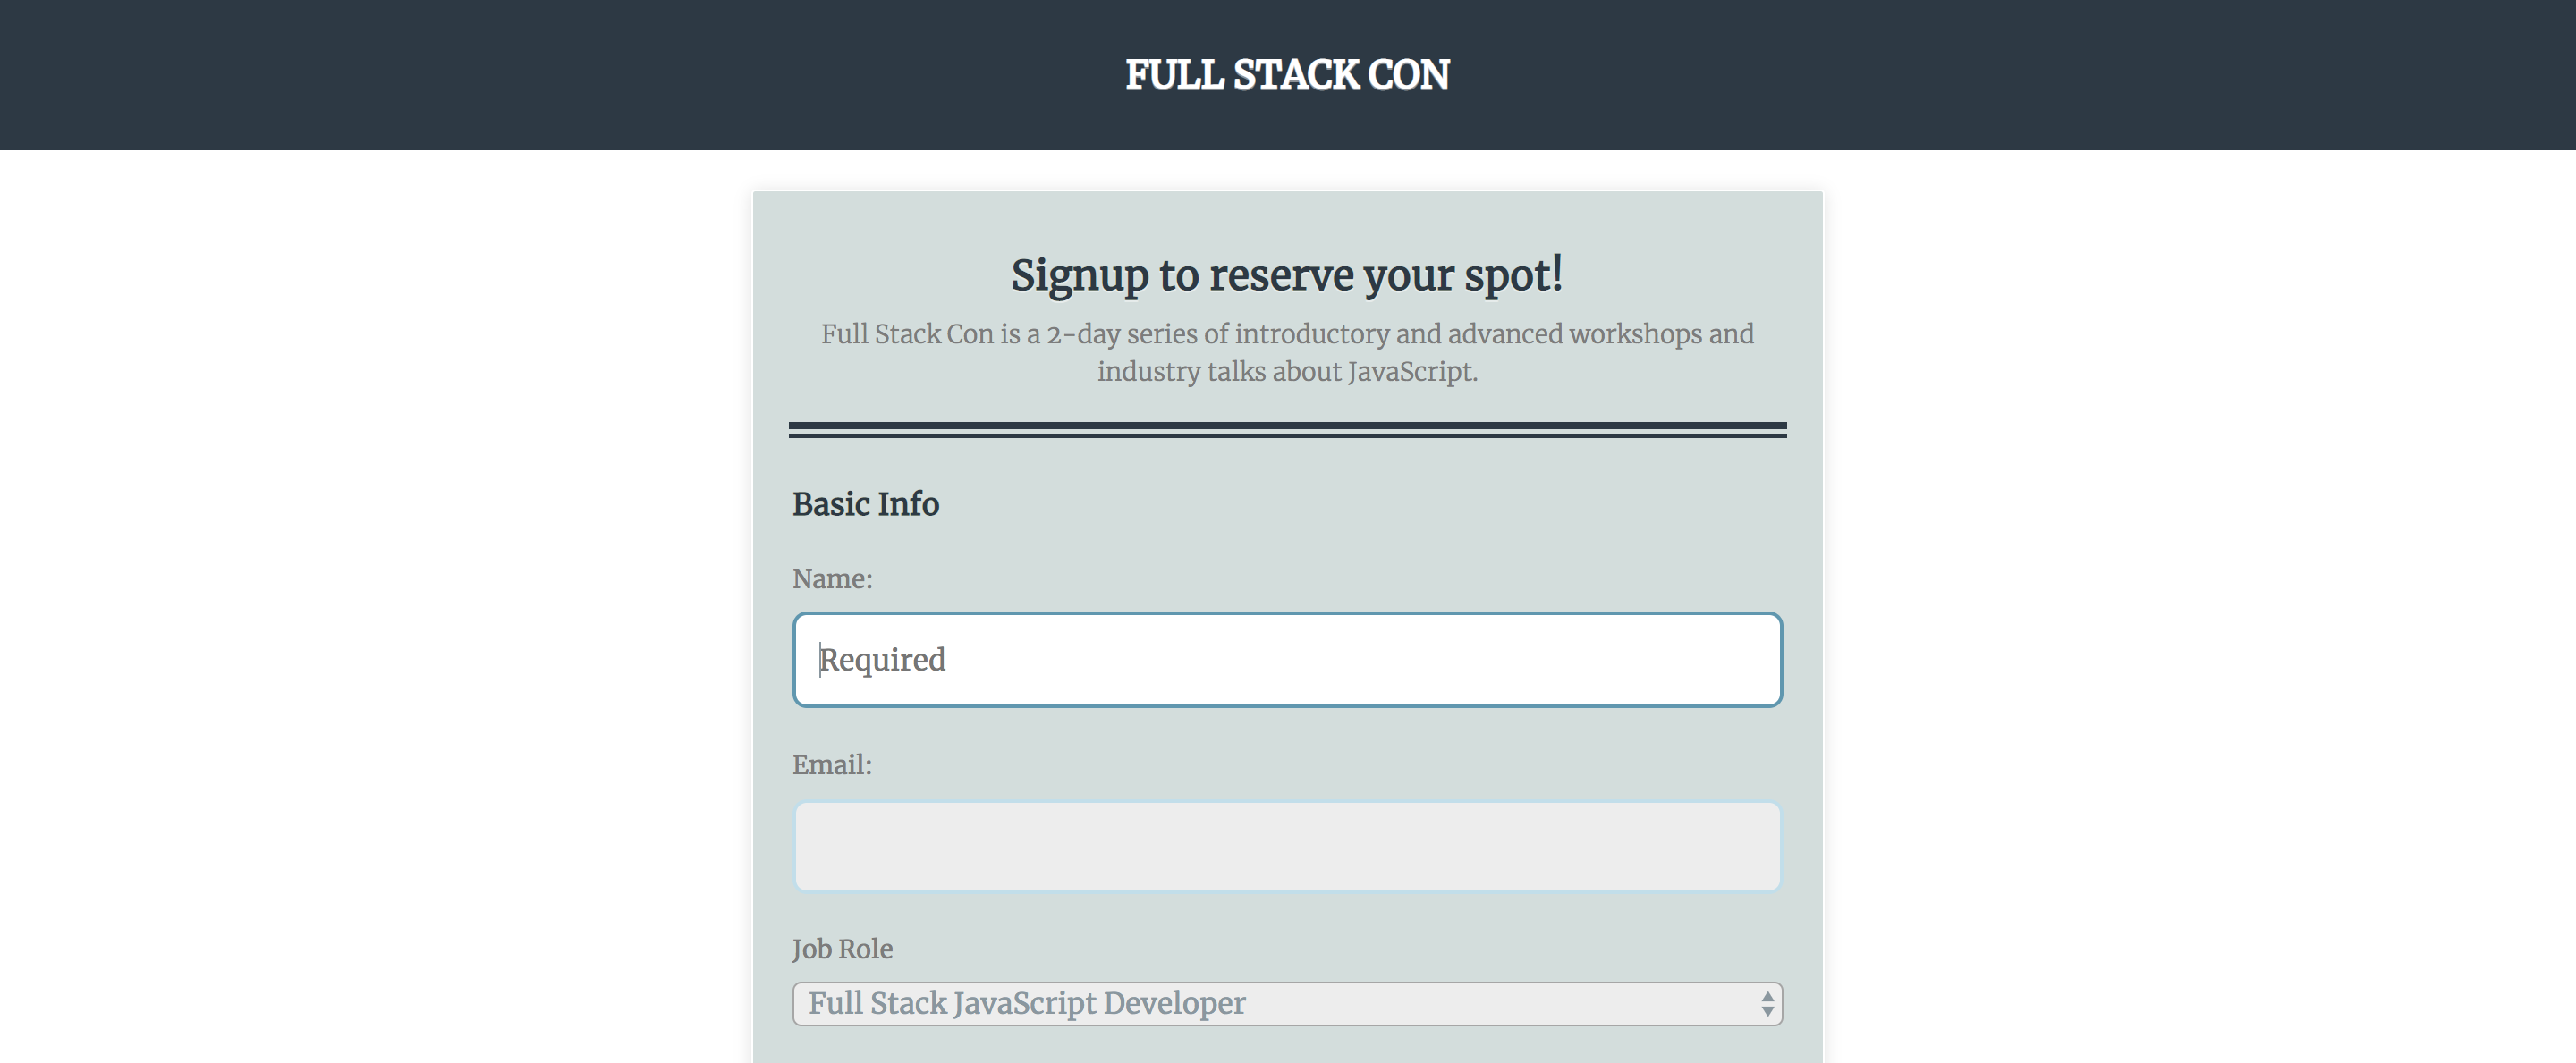 FULL STACK CON
Signup to reserve your spot!
Full Stack Con is a 2-day series of introductory and advanced workshops and
industry talks about JavaScript.
Basic Info
Name:
Required
Email:
Job Role
Full Stack JavaScript Developer